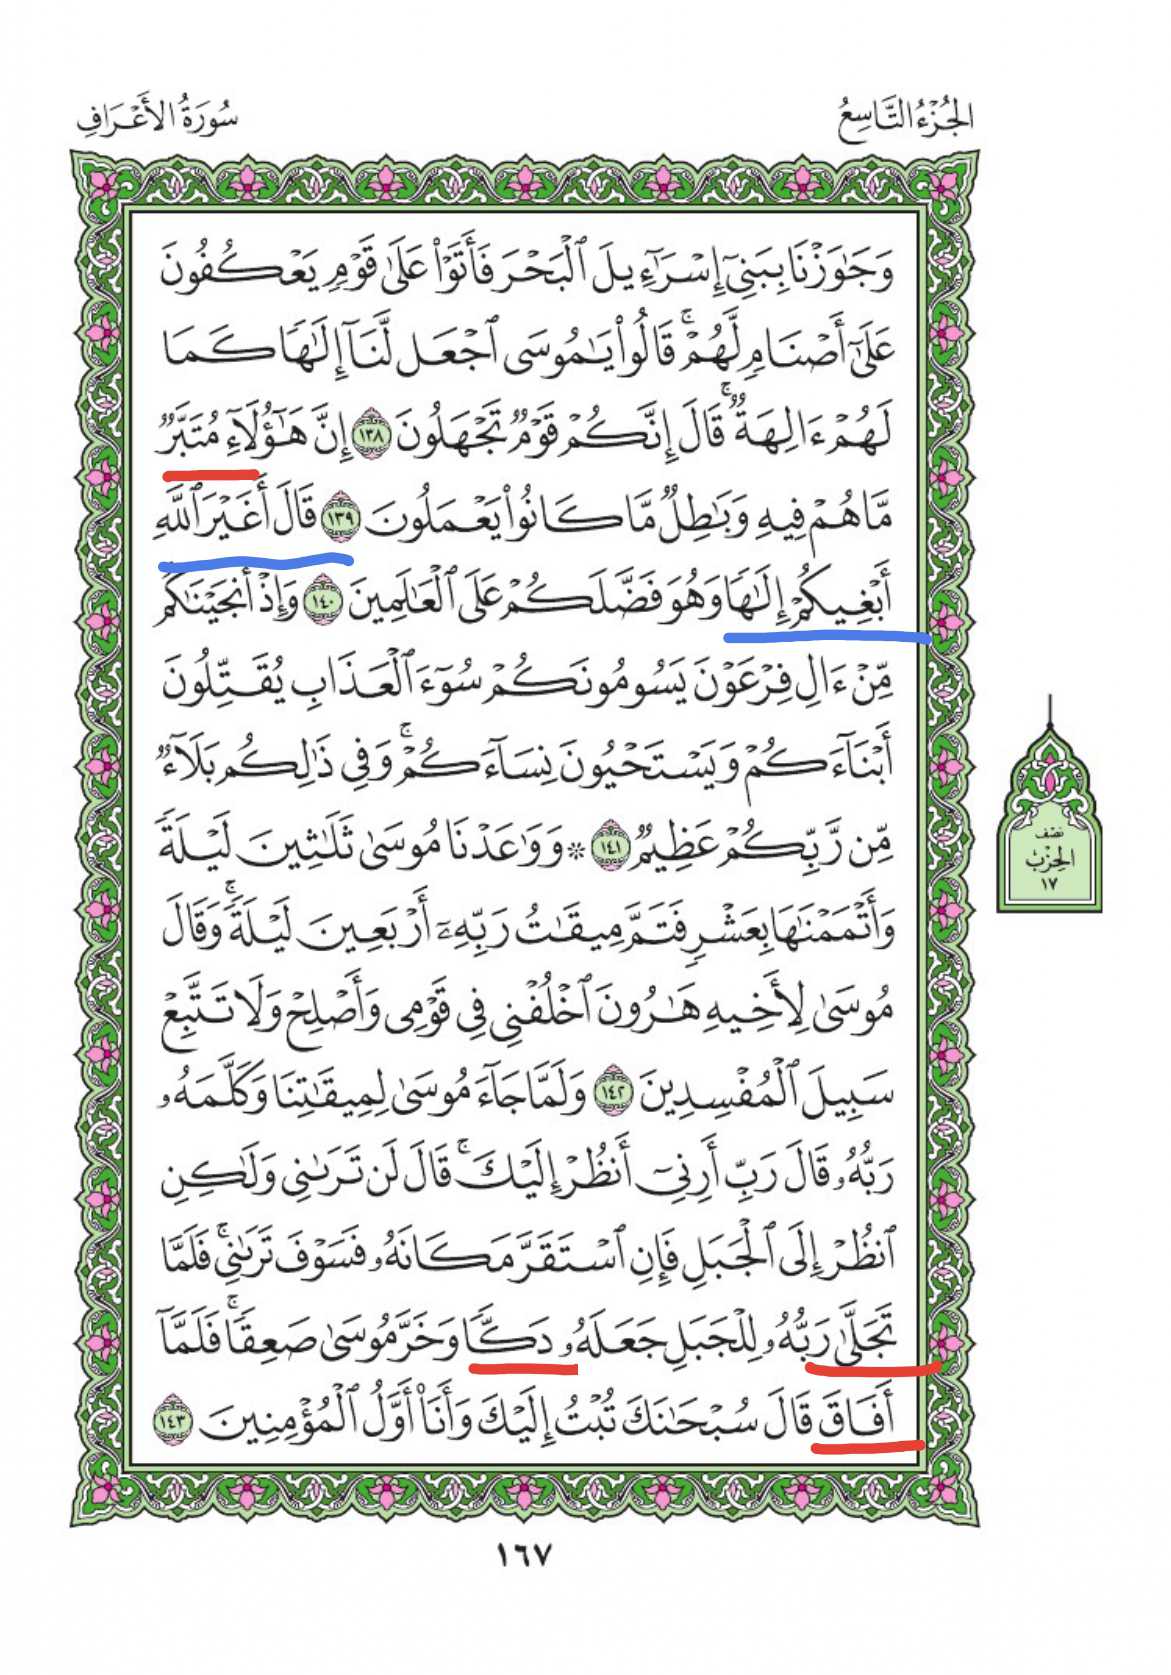 الجُزْءُ التَّاسِعُ
سُورَةُ الأَعْرَافِ
وَجَٰوَزْنَا بِبَنِىٓ إِسْرَٰٓءِيلَ ٱلْبَحْرَ فَأَتَوْا۟ عَلَىٰ قَوْمٍ يَعْكُفُونَ
عَلَىٰٓ أَصْنَامٍ لَّهُمْ ۚ قَالُوا۟ يَٰمُوسَى ٱجْعَل لَّنَآ إِلَٰهًا كَمَا
لَهُمْ ءَالِهَةٌ ۚ قَالَ إِنَّكُمْ قَوْمٌ تَجْهَلُونَ ١٣٨ إِنَّ هَٰٓؤُلَآءِ مُتَبَّرٌ
مَّا هُمْ فِيهِ وَبَٰطِلٌ مَّا كَانُوا۟ يَعْمَلُونَ ١٣٩ قَالَ أَغَيْرَ ٱللَّهِ
أَبْغِيكُمْ إِلَٰهًا وَهُوَ فَضَّلَكُمْ عَلَى ٱلْعَٰلَمِينَ ١٤٠ وَإِذْ أَنجَيْنَٰكُم
مِّنْ ءَالِ فِرْعَوْنَ يَسُومُونَكُمْ سُوٓءَ ٱلْعَذَابِ يُقَتِّلُونَ
أَبْنَآءَكُمْ وَيَسْتَحْيُونَ نِسَآءَكُمْ ۚ وَفِى ذَٰلِكُم بَلَآءٌ
مِّن رَّبِّكُمْ عَظِيمٌ ١٤١ ۞ وَوَٰعَدْنَا مُوسَىٰ ثَلَٰثِينَ لَيْلَةً
وَأَتْمَمْنَٰهَا بِعَشْرٍ فَتَمَّ مِيقَٰتُ رَبِّهِۦٓ أَرْبَعِينَ لَيْلَةً ۚ وَقَالَ
مُوسَىٰ لِأَخِيهِ هَٰرُونَ ٱخْلُفْنِى فِى قَوْمِى وَأَصْلِحْ وَلَا تَتَّبِعْ
سَبِيلَ ٱلْمُفْسِدِينَ ١٤٢ وَلَمَّا جَآءَ مُوسَىٰ لِمِيقَٰتِنَا وَكَلَّمَهُۥ
رَبُّهُۥ قَالَ رَبِّ أَرِنِىٓ أَنظُرْ إِلَيْكَ ۚ قَالَ لَن تَرَىٰنِى وَلَٰكِنِ
ٱنظُرْ إِلَى ٱلْجَبَلِ فَإِنِ ٱسْتَقَرَّ مَكَانَهُۥ فَسَوْفَ تَرَىٰنِى ۚ فَلَمَّا
تَجَلَّىٰ رَبُّهُۥ لِلْجَبَلِ جَعَلَهُۥ دَكًّا وَخَرَّ مُوسَىٰ صَعِقًا ۚ فَلَمَّآ
أَفَاقَ قَالَ سُبْحَٰنَكَ تُبْتُ إِلَيْكَ وَأَنَا۠ أَوَّلُ ٱلْمُؤْمِنِينَ ١٤٣
نصف
الحِزْب
١٧
١٦٧